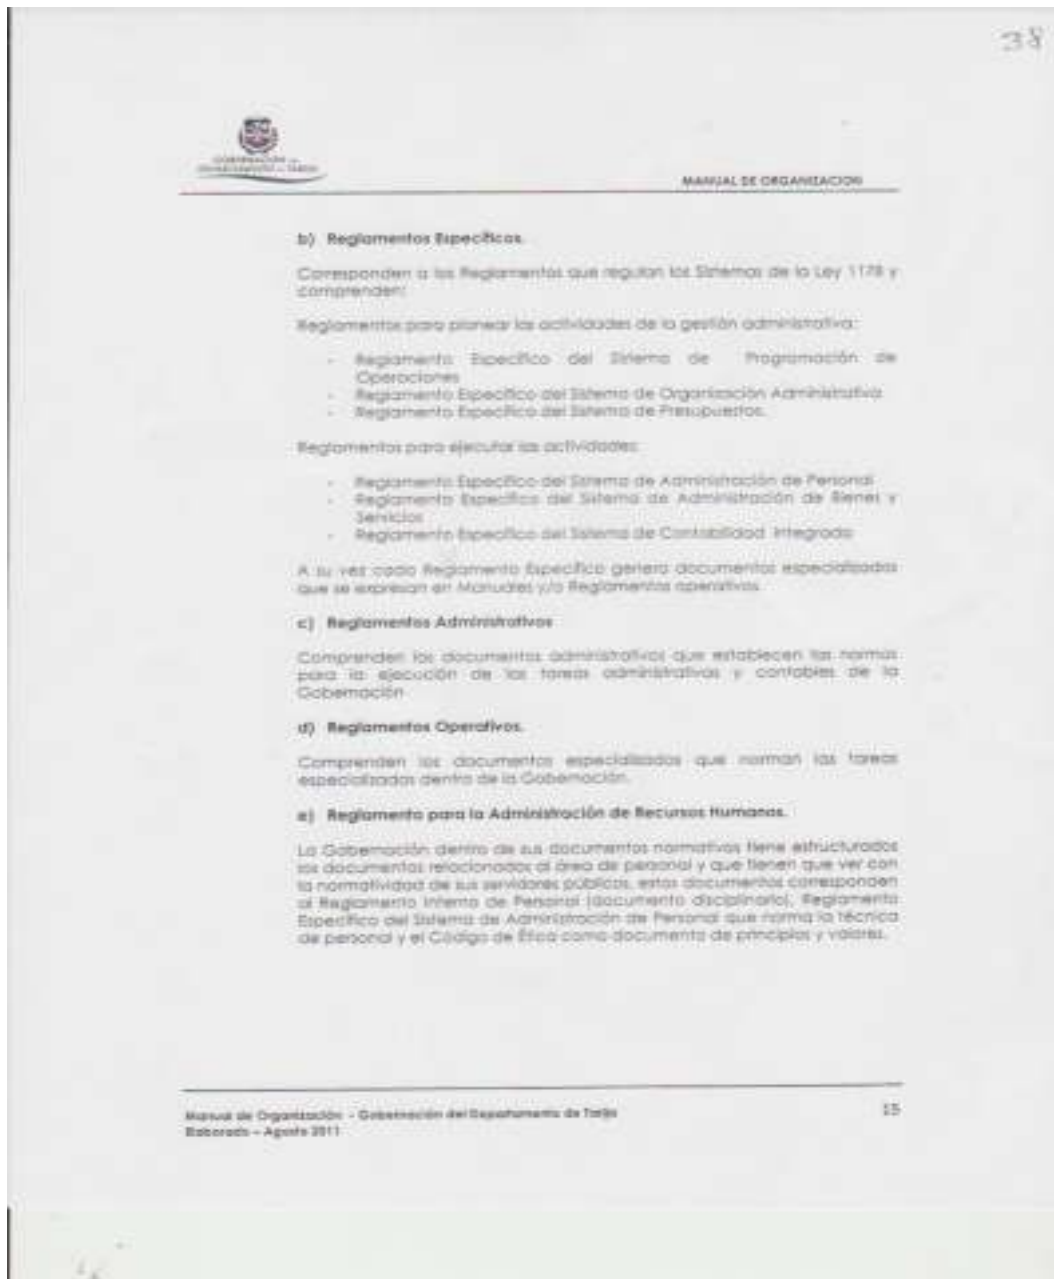 38
GOBERNACIÓN DEL
DEPARTAMENTO DE TARIJA
MANUAL DE ORGANIZACION
b) Reglamentos Específicos.
Corresponden a los Reglamentos que regulan los Sistemas de la Ley 1178 y
comprenden:
Reglamentos para planear las actividades de la gestión administrativa:
- Reglamento Específico del Sistema de Programación de
Operaciones
- Reglamento Específico del Sistema de Organización Administrativa
- Reglamento Específico del Sistema de Presupuestos.
Reglamentos para ejecutar las actividades:
- Reglamento Específico del Sistema de Administración de Personal
- Reglamento Específico del Sistema de Administración de Bienes y
Servicios
- Reglamento Específico del Sistema de Contabilidad Integrada
A su vez cada Reglamento Específico genera documentos especializados
que se expresan en Manuales y/o Reglamentos operativos.
c) Reglamentos Administrativos
Comprenden los documentos administrativos que establecen las normas
para la ejecución de las tareas administrativas y contables de la
Gobernación
d) Reglamentos Operativos.
Comprenden los documentos especializados que norman las tareas
especializadas dentro de la Gobernación.
e) Reglamento para la Administración de Recursos Humanos.
La Gobernación dentro de sus documentos normativos tiene estructurados
los documentos relacionados al área de personal y que tienen que ver con
la normatividad de sus servidores públicos, estos documentos corresponden
al Reglamento Interno de Personal (documento disciplinario), Reglamento
Específico del Sistema de Administración de Personal que norma la técnica
de personal y el Código de Ética como documento de principios y valores.
Manual de Organización - Gobernación del Departamento de Tarija
Elaborado – Agosto 2011
15